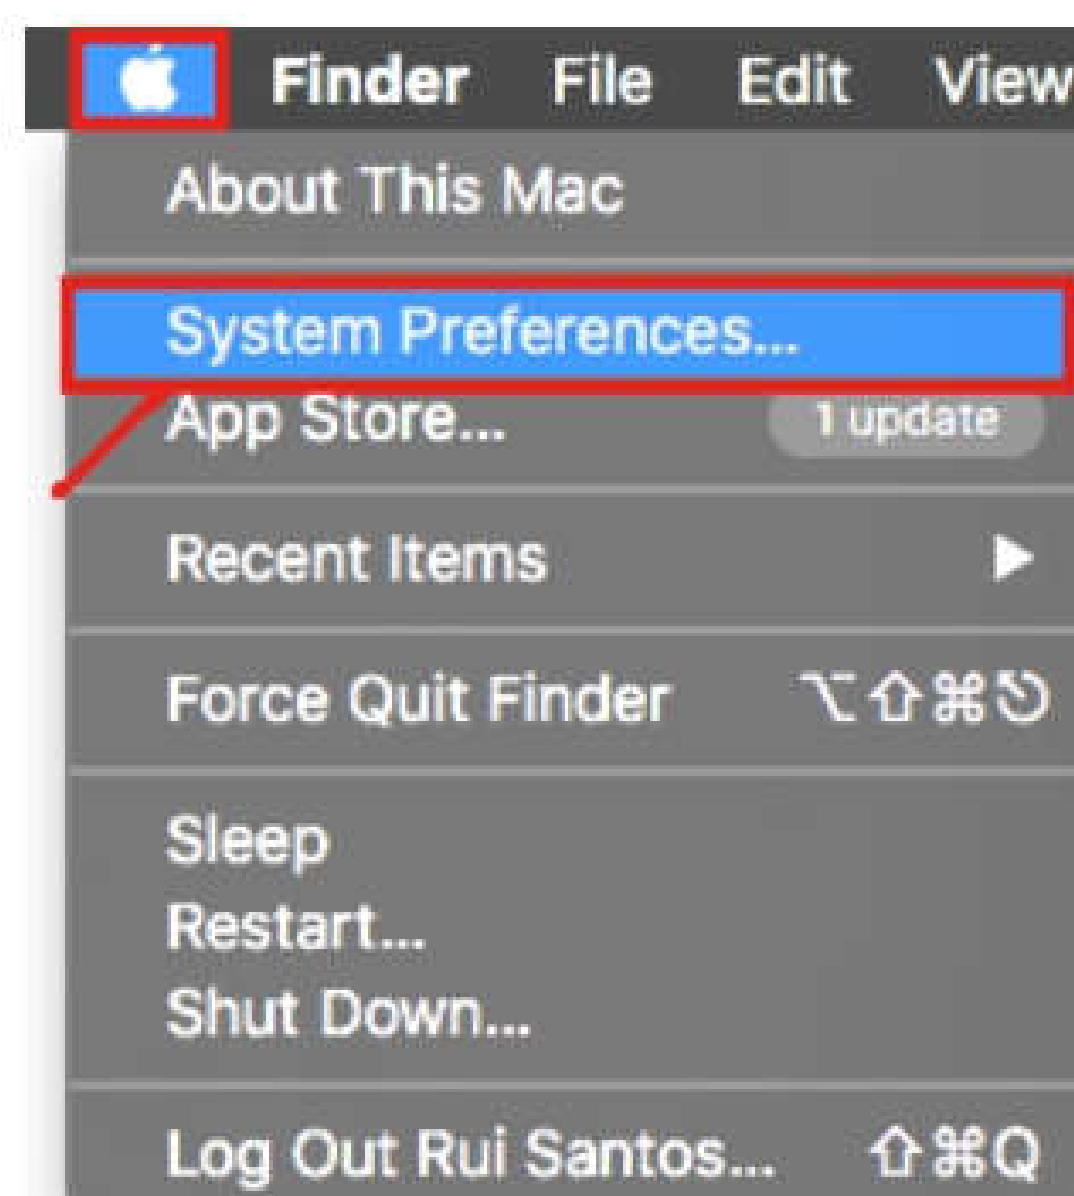 Finder File Edit View
About This Mac
System Preferences...
App Store... 1 update
Recent Items ▶
Force Quit Finder ⌥⇧⌘⎋
Sleep
Restart...
Shut Down...
Log Out Rui Santos... ⇧⌘Q